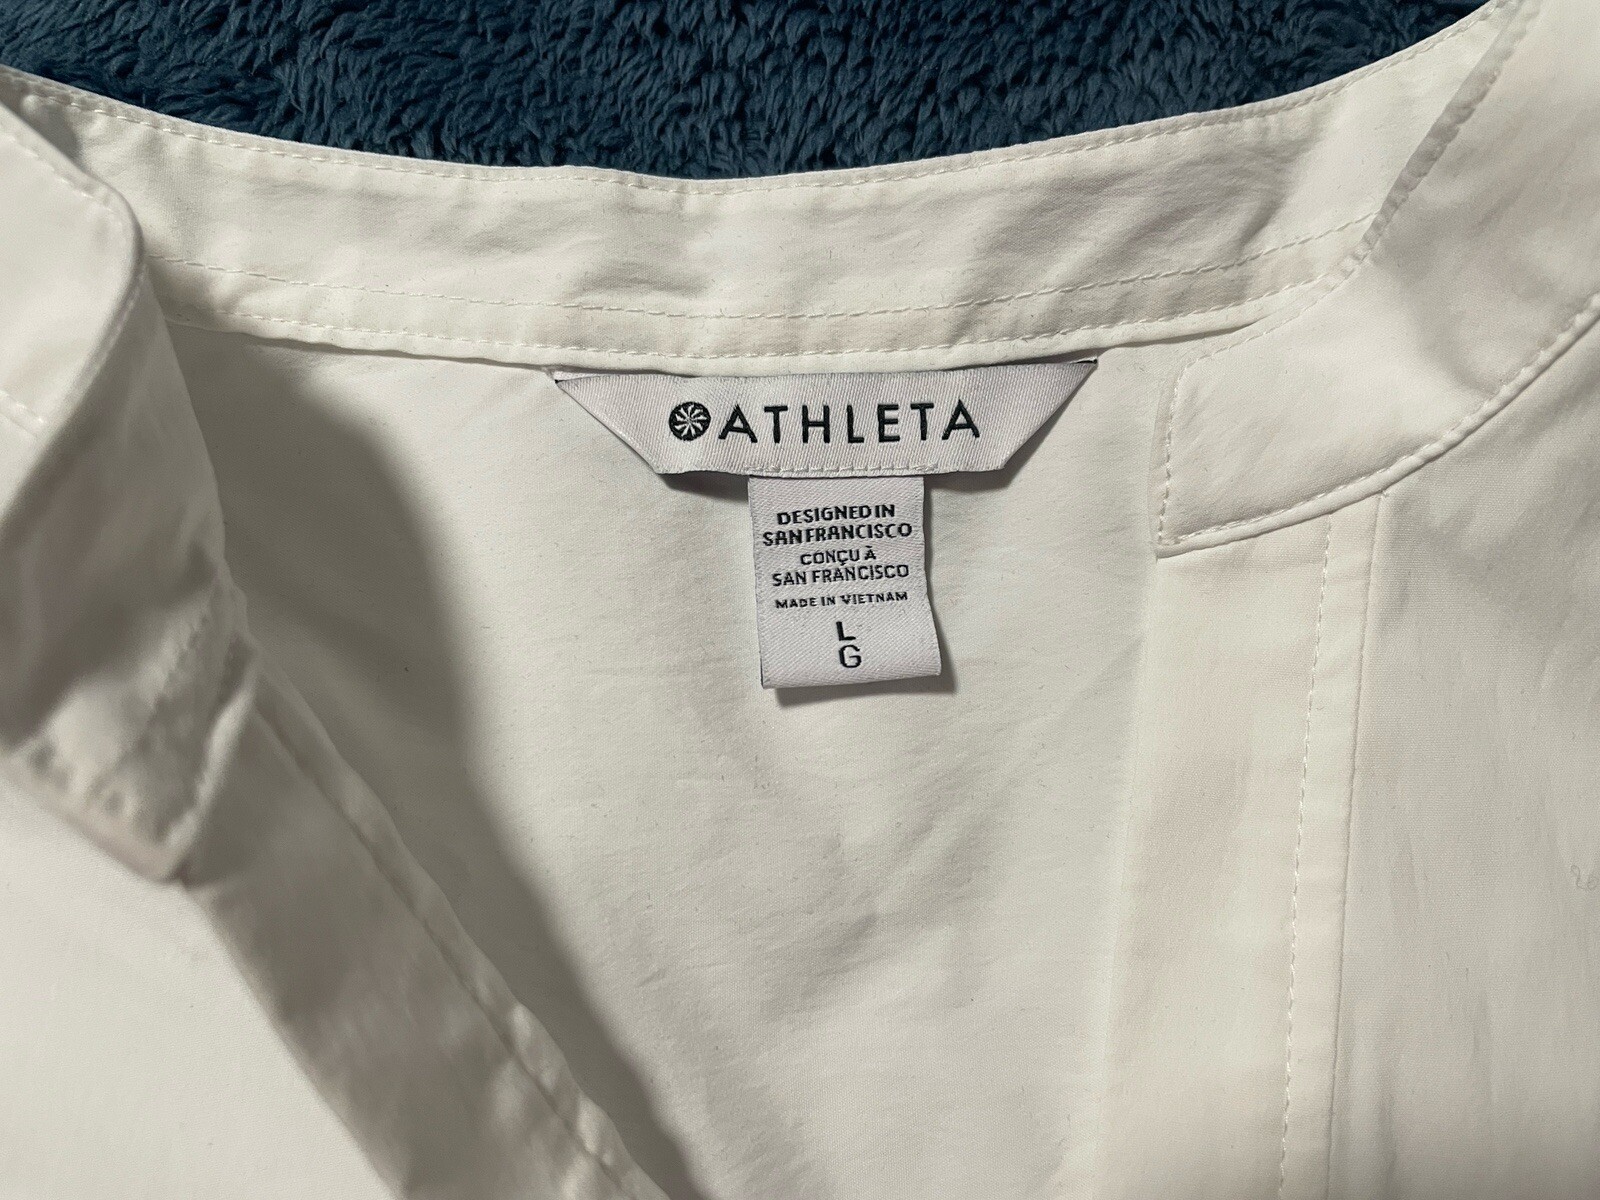 ATHLETA
DESIGNED IN
SAN FRANCISCO
CONÇU À
SAN FRANCISCO
MADE IN VIETNAM
L
G